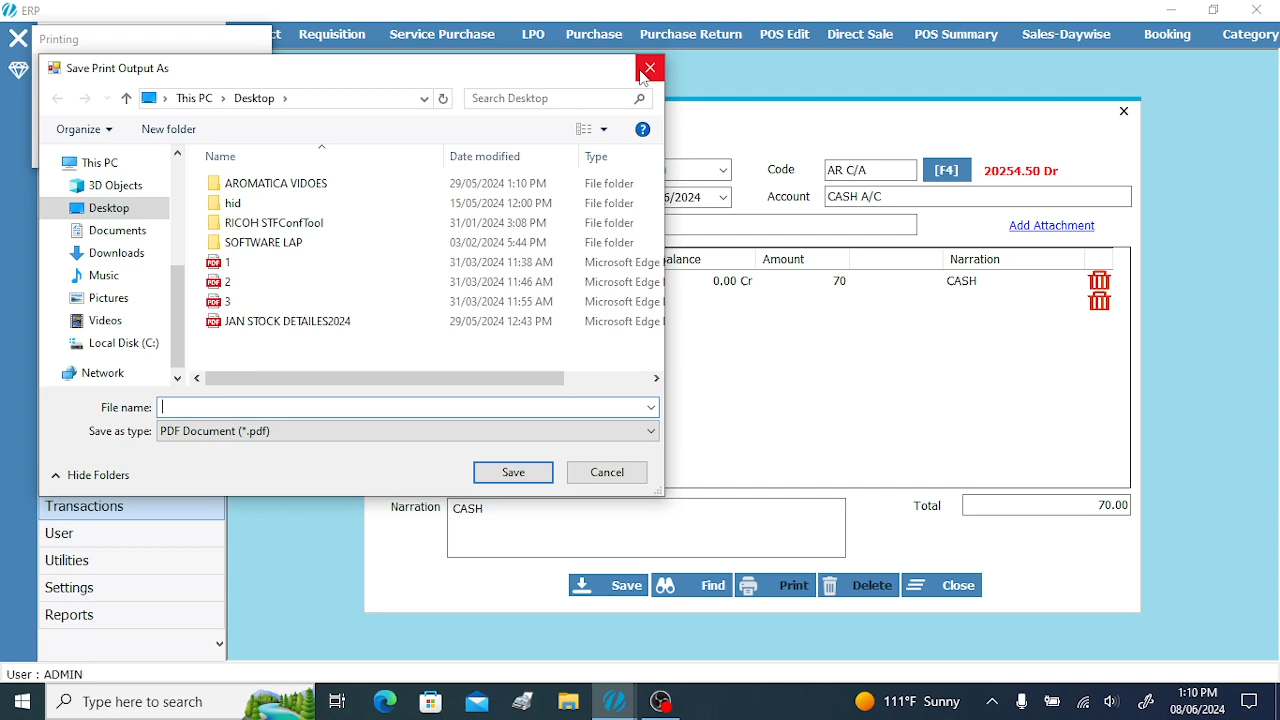 ERP
Printing
ct Requisition Service Purchase LPO Purchase Purchase Return POS Edit Direct Sale POS Summary Sales-Daywise Booking Category
Save Print Output As
This PC > Desktop >
Search Desktop
Organize
New folder
This PC
3D Objects
Desktop
Documents
Downloads
Music
Pictures
Videos
Local Disk (C:)
Network
Name Date modified Type
AROMATICA VIDOES 29/05/2024 1:10 PM File folder
hid 15/05/2024 12:00 PM File folder
RICOH STFConfTool 31/01/2024 3:08 PM File folder
SOFTWARE LAP 03/02/2024 5:44 PM File folder
PDF 1 31/03/2024 11:38 AM Microsoft Edge
PDF 2 31/03/2024 11:46 AM Microsoft Edge
PDF 3 31/03/2024 11:55 AM Microsoft Edge
PDF JAN STOCK DETAILES2024 29/05/2024 12:43 PM Microsoft Edge
File name:
Save as type: PDF Document (*.pdf)
Hide Folders
Save
Cancel
Code AR C/A [F4] 20254.50 Dr
6/2024 Account CASH A/C
Add Attachment
alance Amount Narration
0.00 Cr 70 CASH
Narration CASH
Total 70.00
Save Find Print Delete Close
Transactions
User
Utilities
Settings
Reports
User : ADMIN
Type here to search
111°F Sunny
1:10 PM
08/06/2024